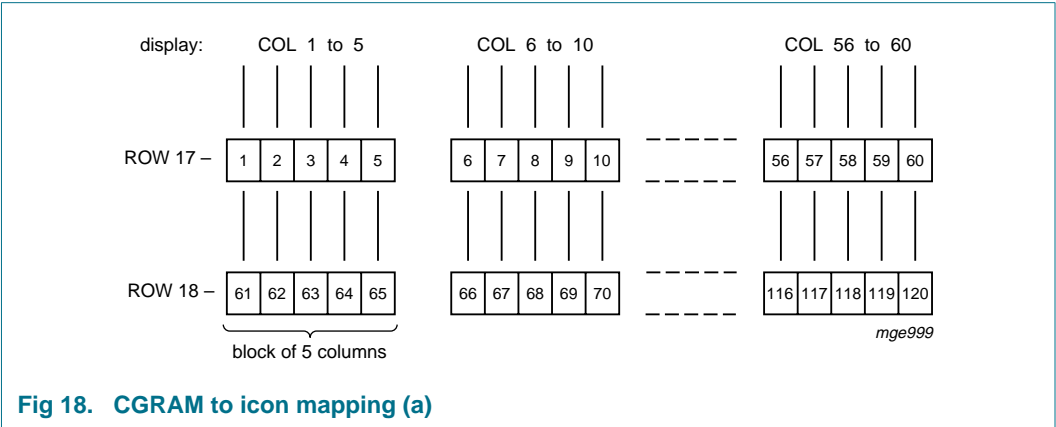 display: COL 1 to 5 COL 6 to 10 COL 56 to 60
ROW 17 – 1 2 3 4 5 6 7 8 9 10 56 57 58 59 60
ROW 18 – 61 62 63 64 65 66 67 68 69 70 116 117 118 119 120
mge999
block of 5 columns
Fig 18. CGRAM to icon mapping (a)